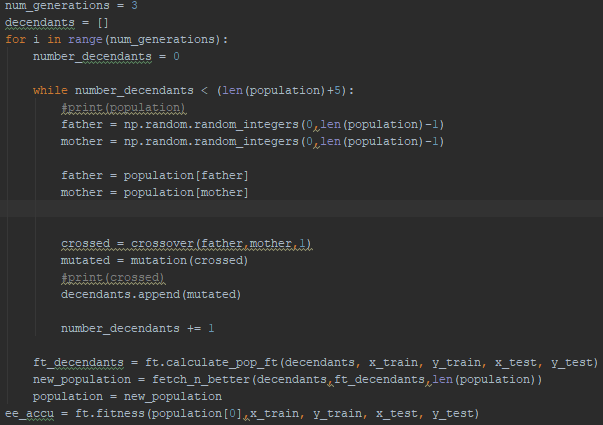 num_generations = 3
decendants = []
for i in range(num_generations):
    number_decendants = 0
    while number_decendants < (len(population)+5):
        #print(population)
        father = np.random.random_integers(0,len(population)-1)
        mother = np.random.random_integers(0,len(population)-1)
        father = population[father]
        mother = population[mother]
        crossed = crossover(father,mother,1)
        mutated = mutation(crossed)
        #print(crossed)
        decendants.append(mutated)
        number_decendants += 1
    ft_decendants = ft.calculate_pop_ft(decendants, x_train, y_train, x_test, y_test)
    new_population = fetch_n_better(decendants,ft_decendants,len(population))
    population = new_population
ee_accu = ft.fitness(population[0],x_train, y_train, x_test, y_test)